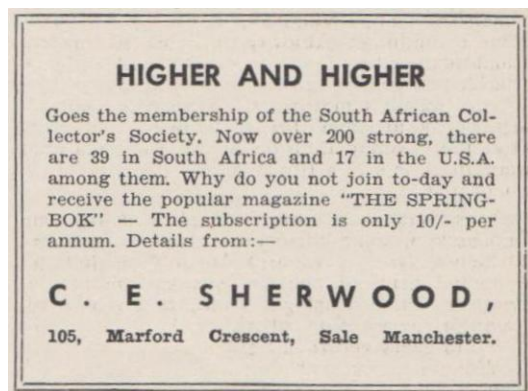 HIGHER AND HIGHER
Goes the membership of the South African Col-
lector's Society. Now over 200 strong, there
are 39 in South Africa and 17 in the U.S.A.
among them. Why do you not join to-day and
receive the popular magazine "THE SPRING-
BOK" — The subscription is only 10/- per
annum. Details from:—
C. E. SHERWOOD,
105, Marford Crescent, Sale Manchester.